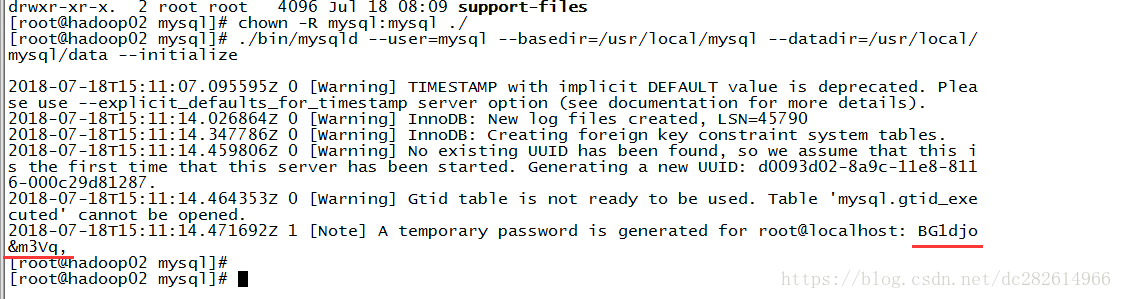 drwxr-xr-x.  2 root root   4096 Jul 18 08:09 support-files
[root@hadoop02 mysql]# chown -R mysql:mysql ./
[root@hadoop02 mysql]# ./bin/mysqld --user=mysql --basedir=/usr/local/mysql --datadir=/usr/local/
mysql/data --initialize
2018-07-18T15:11:07.095595Z 0 [Warning] TIMESTAMP with implicit DEFAULT value is deprecated. Plea
se use --explicit_defaults_for_timestamp server option (see documentation for more details).
2018-07-18T15:11:14.026864Z 0 [Warning] InnoDB: New log files created, LSN=45790
2018-07-18T15:11:14.347786Z 0 [Warning] InnoDB: Creating foreign key constraint system tables.
2018-07-18T15:11:14.459806Z 0 [Warning] No existing UUID has been found, so we assume that this i
s the first time that this server has been started. Generating a new UUID: d0093d02-8a9c-11e8-811
6-000c29d81287.
2018-07-18T15:11:14.464353Z 0 [Warning] Gtid table is not ready to be used. Table 'mysql.gtid_exe
cuted' cannot be opened.
2018-07-18T15:11:14.471692Z 1 [Note] A temporary password is generated for root@localhost: BG1djo
&m3Vq,
[root@hadoop02 mysql]#
[root@hadoop02 mysql]#
https://blog.csdn.net/dc282614966